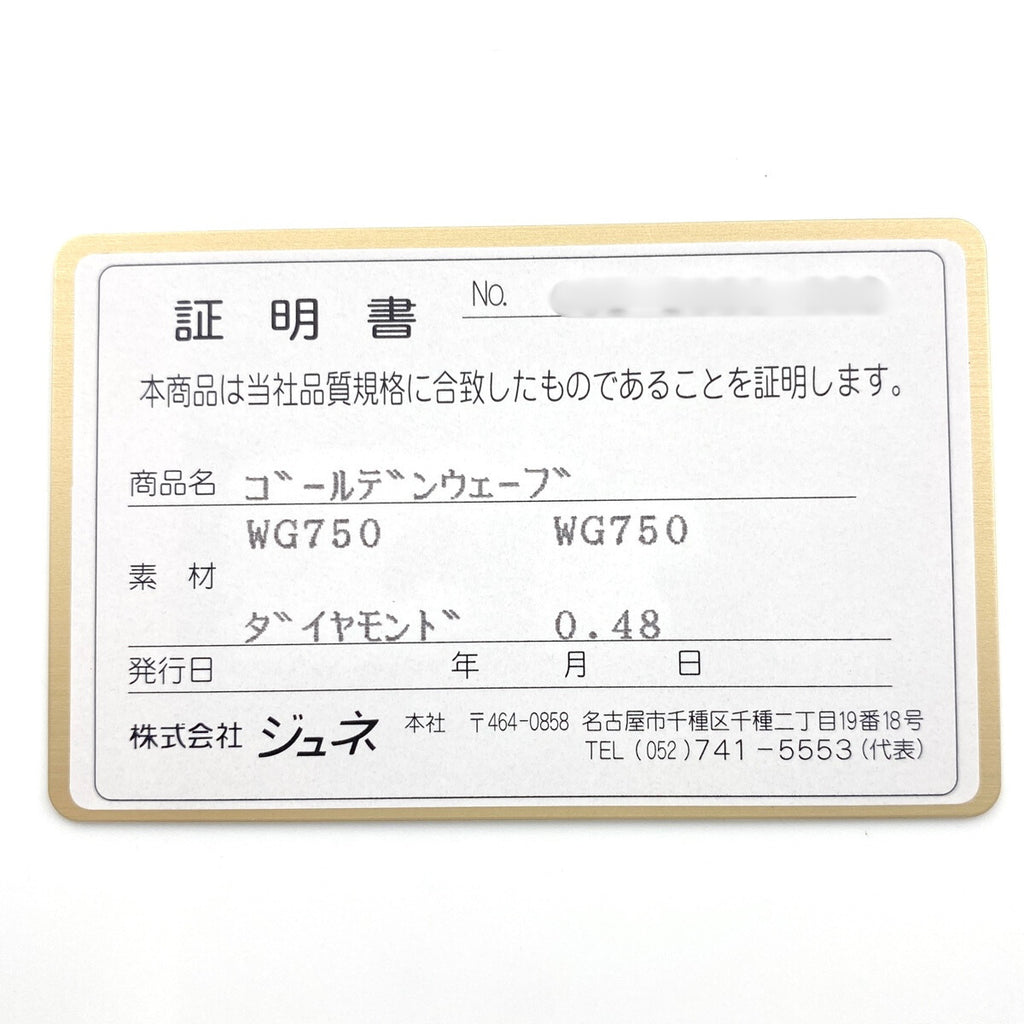 証明書
No.
本商品は当社品質規格に合致したものであることを証明します。
商品名 ゴールデンウェーブ
WG750 WG750
素材
ダイヤモンド 0.48
発行日 年 月 日
株式会社 ジュネ 本社 〒464-0858 名古屋市千種区千種二丁目19番18号
TEL (052)741-5553(代表)